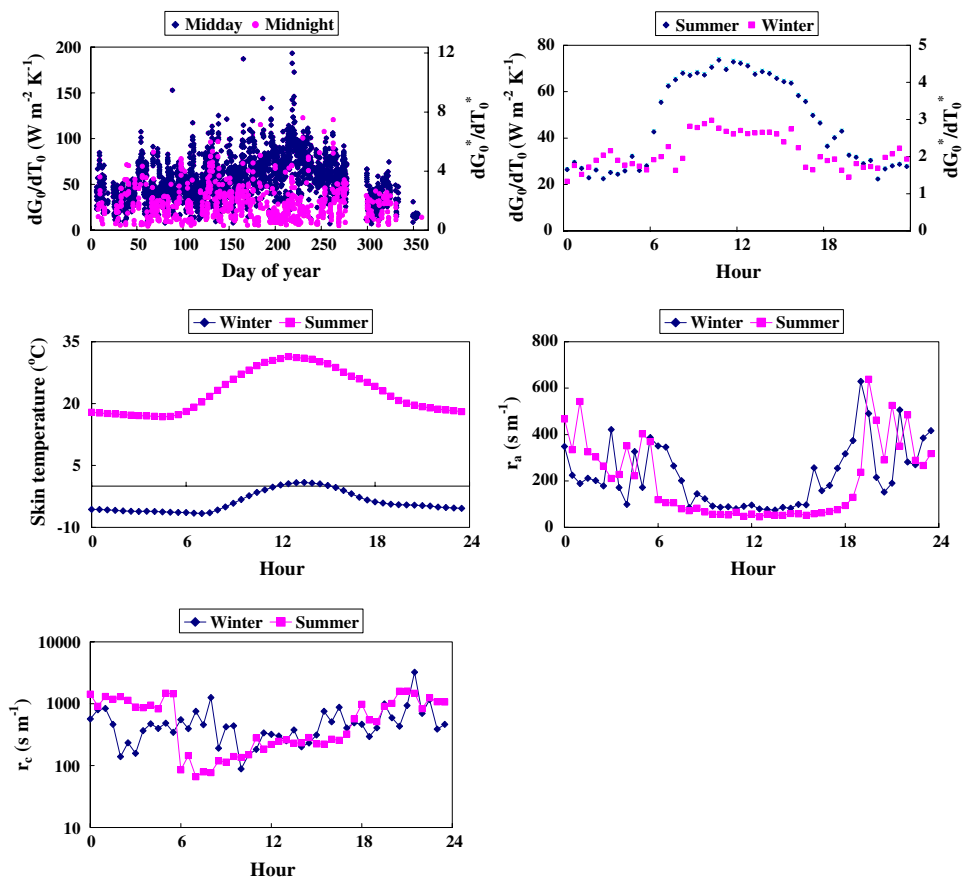 Midday Midnight
200
150
100
50
0
12
8
4
0
dG0/dT0 (W m-2 K-1)
dG0*/dT0*
0 50 100 150 200 250 300 350
Day of year
Summer Winter
80
60
40
20
0
5
4
3
2
1
0
dG0/dT0 (W m-2 K-1)
dG0*/dT0*
0 6 12 18
Hour
Winter Summer
35
20
5
-10
Skin temperature (oC)
0 6 12 18 24
Hour
Winter Summer
800
600
400
200
0
ra (s m-1)
0 6 12 18 24
Hour
Winter Summer
10000
1000
100
10
rc (s m-1)
0 6 12 18 24
Hour